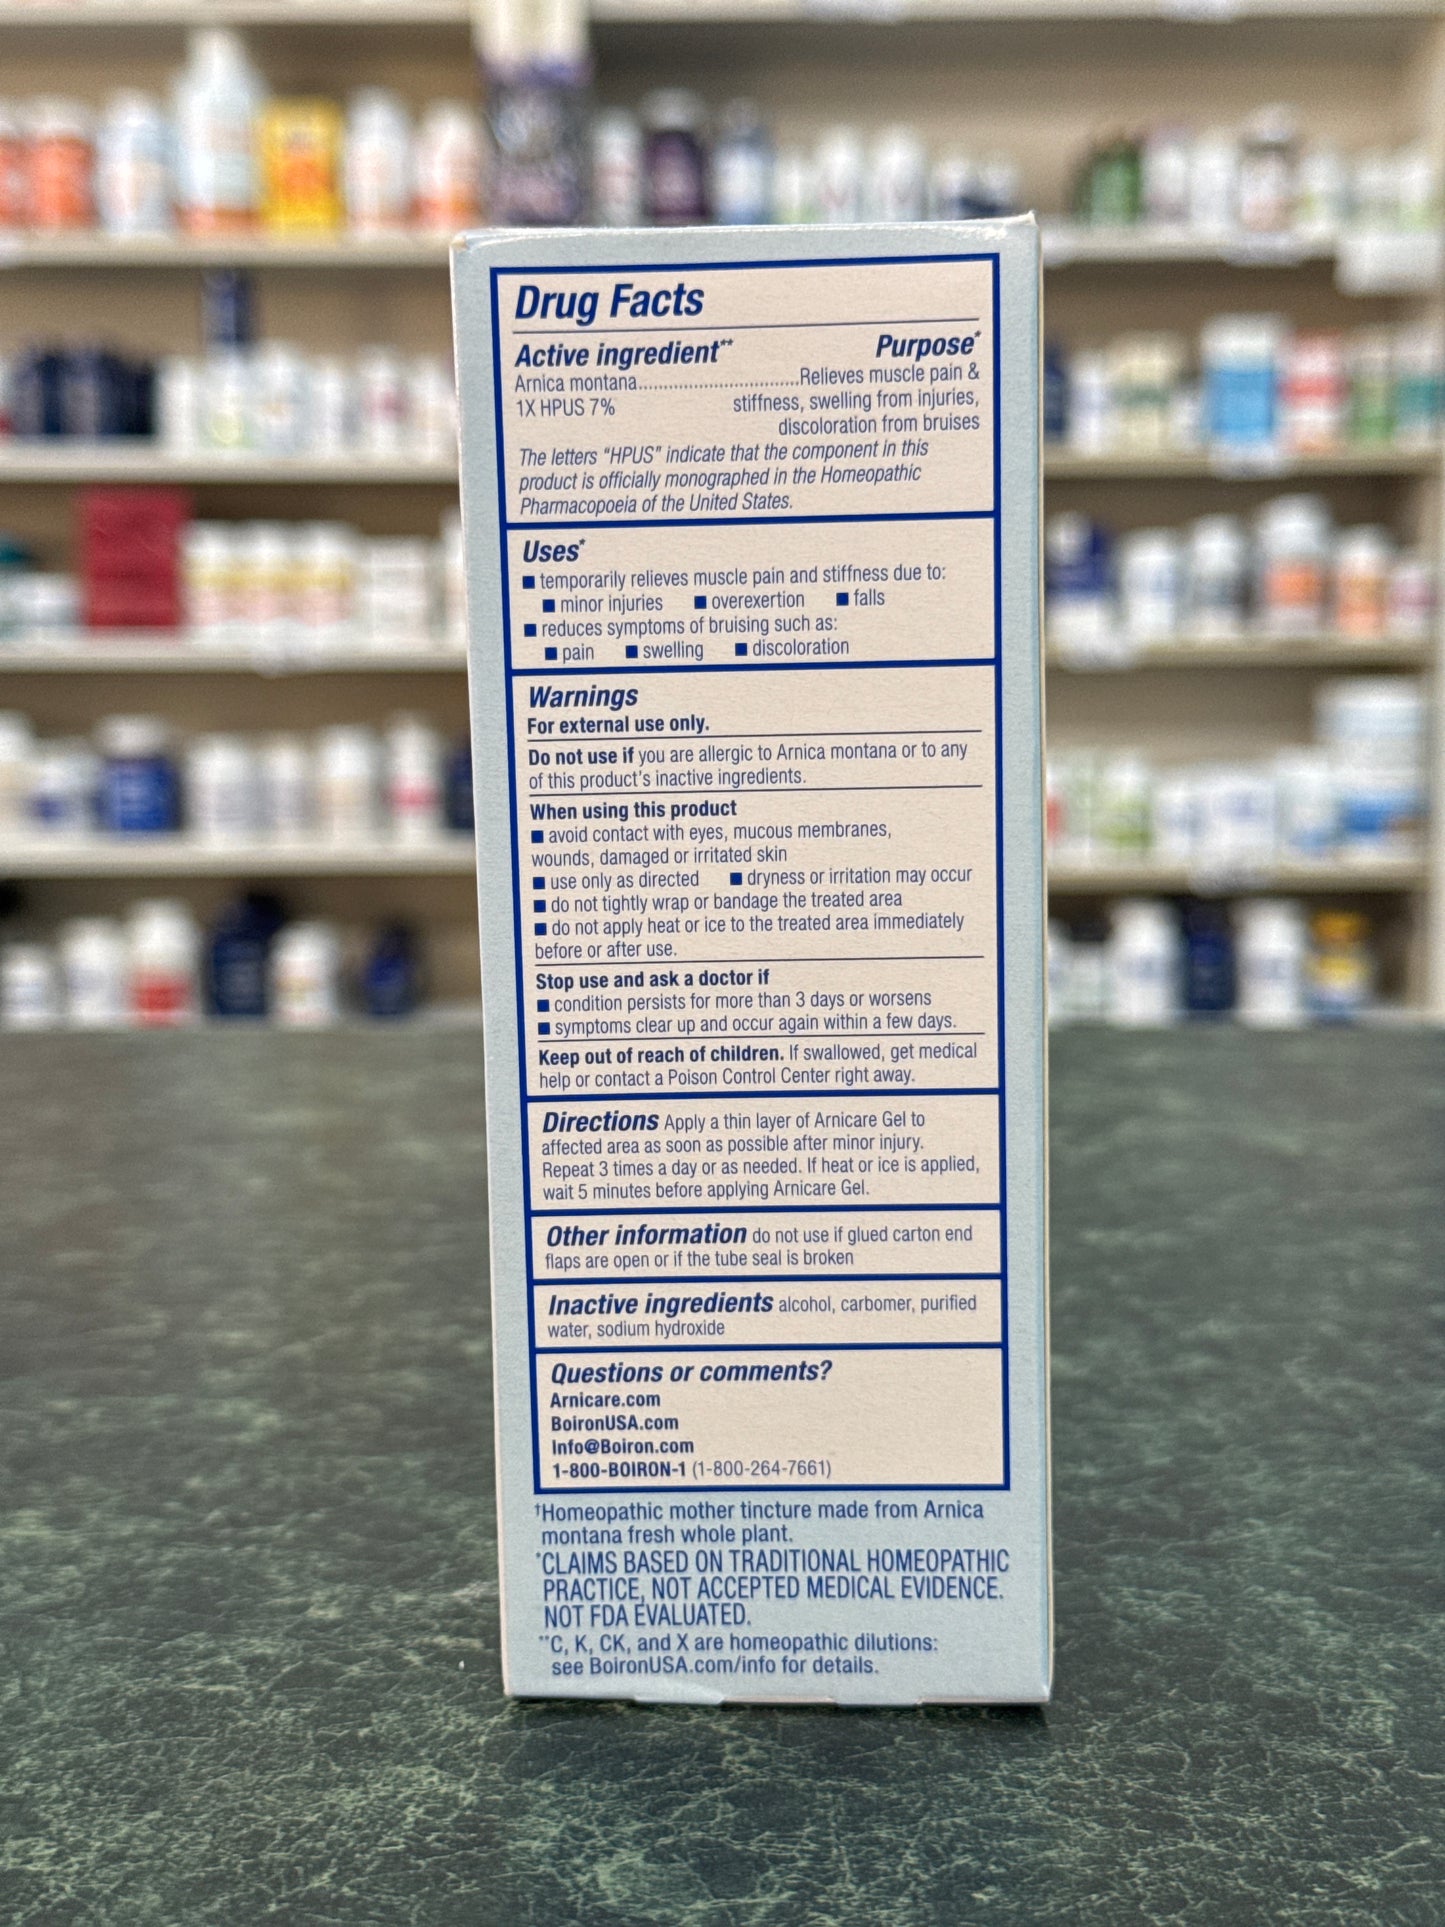 Drug Facts
Active ingredient** Purpose*
Arnica montana................................Relieves muscle pain &
1X HPUS 7% stiffness, swelling from injuries,
discoloration from bruises
The letters “HPUS” indicate that the component in this
product is officially monographed in the Homeopathic
Pharmacopoeia of the United States.
Uses*
■ temporarily relieves muscle pain and stiffness due to:
■ minor injuries ■ overexertion ■ falls
■ reduces symptoms of bruising such as:
■ pain ■ swelling ■ discoloration
Warnings
For external use only.
Do not use if you are allergic to Arnica montana or to any
of this product's inactive ingredients.
When using this product
■ avoid contact with eyes, mucous membranes,
wounds, damaged or irritated skin
■ use only as directed ■ dryness or irritation may occur
■ do not tightly wrap or bandage the treated area
■ do not apply heat or ice to the treated area immediately
before or after use.
Stop use and ask a doctor if
■ condition persists for more than 3 days or worsens
■ symptoms clear up and occur again within a few days.
Keep out of reach of children. If swallowed, get medical
help or contact a Poison Control Center right away.
Directions Apply a thin layer of Arnicare Gel to
affected area as soon as possible after minor injury.
Repeat 3 times a day or as needed. If heat or ice is applied,
wait 5 minutes before applying Arnicare Gel.
Other information do not use if glued carton end
flaps are open or if the tube seal is broken
Inactive ingredients alcohol, carbomer, purified
water, sodium hydroxide
Questions or comments?
Arnicare.com
BoironUSA.com
Info@Boiron.com
1-800-BOIRON-1 (1-800-264-7661)
†Homeopathic mother tincture made from Arnica
montana fresh whole plant.
*CLAIMS BASED ON TRADITIONAL HOMEOPATHIC
PRACTICE, NOT ACCEPTED MEDICAL EVIDENCE.
NOT FDA EVALUATED.
**C, K, CK, and X are homeopathic dilutions:
see BoironUSA.com/info for details.